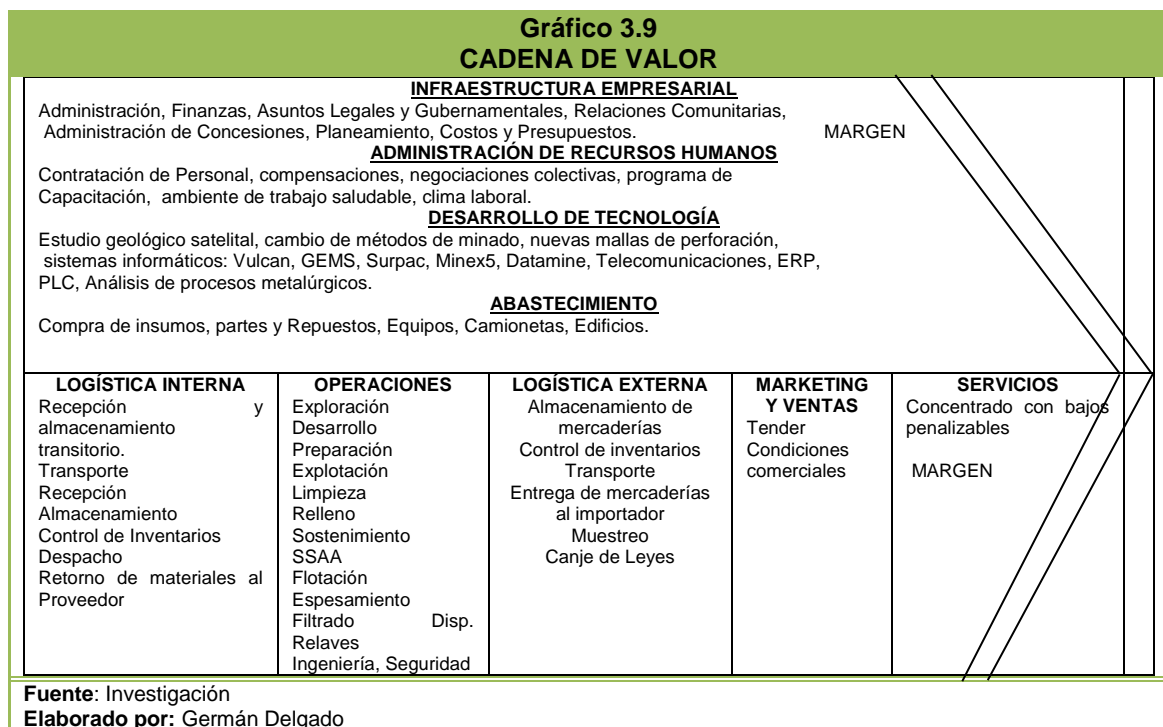 Gráfico 3.9
CADENA DE VALOR
INFRAESTRUCTURA EMPRESARIAL
Administración, Finanzas, Asuntos Legales y Gubernamentales, Relaciones Comunitarias,
Administración de Concesiones, Planeamiento, Costos y Presupuestos. MARGEN
ADMINISTRACIÓN DE RECURSOS HUMANOS
Contratación de Personal, compensaciones, negociaciones colectivas, programa de
Capacitación, ambiente de trabajo saludable, clima laboral.
DESARROLLO DE TECNOLOGÍA
Estudio geológico satelital, cambio de métodos de minado, nuevas mallas de perforación,
sistemas informáticos: Vulcan, GEMS, Surpac, Minex5, Datamine, Telecomunicaciones, ERP,
PLC, Análisis de procesos metalúrgicos.
ABASTECIMIENTO
Compra de insumos, partes y Repuestos, Equipos, Camionetas, Edificios.
LOGÍSTICA INTERNA
Recepción y
almacenamiento
transitorio.
Transporte
Recepción
Almacenamiento
Control de Inventarios
Despacho
Retorno de materiales al
Proveedor
OPERACIONES
Exploración
Desarrollo
Preparación
Explotación
Limpieza
Relleno
Sostenimiento
SSAA
Flotación
Espesamiento
Filtrado Disp.
Relaves
Ingeniería, Seguridad
LOGÍSTICA EXTERNA
Almacenamiento de
mercaderías
Control de inventarios
Transporte
Entrega de mercaderías
al importador
Muestreo
Canje de Leyes
MARKETING
Y VENTAS
Tender
Condiciones
comerciales
SERVICIOS
Concentrado con bajos
penalizables
MARGEN
Fuente: Investigación
Elaborado por: Germán Delgado